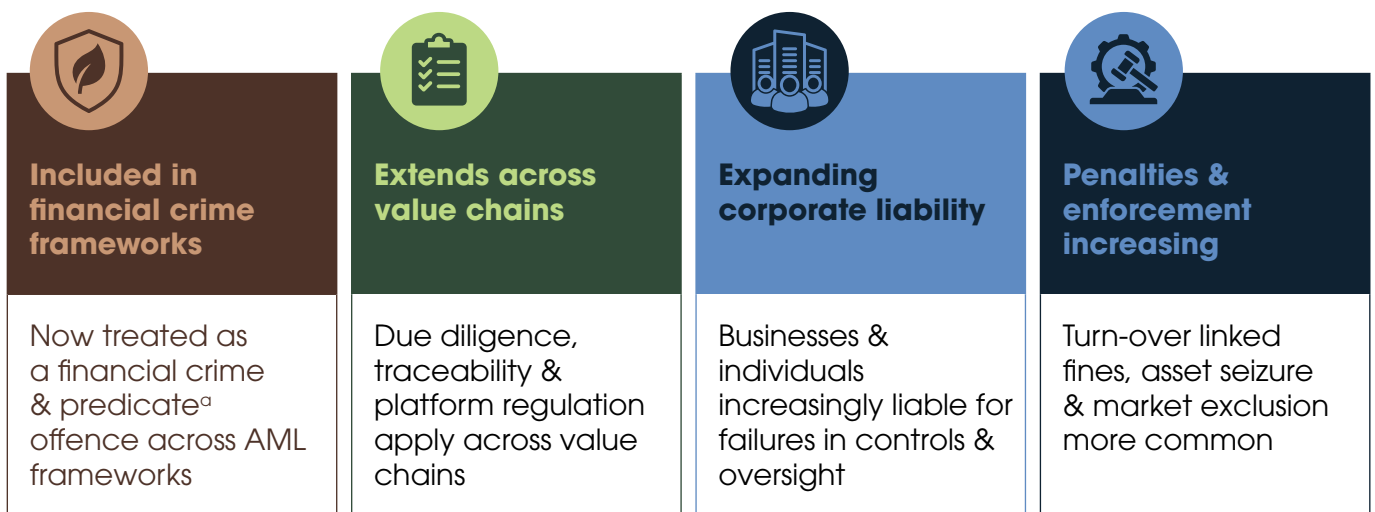 Included in
financial crime
frameworks
Now treated as
a financial crime
& predicateᵃ
offence across AML
frameworks
Extends across
value chains
Due diligence,
traceability &
platform regulation
apply across value
chains
Expanding
corporate liability
Businesses &
individuals
increasingly liable for
failures in controls &
oversight
Penalties &
enforcement
increasing
Turn-over linked
fines, asset seizure
& market exclusion
more common